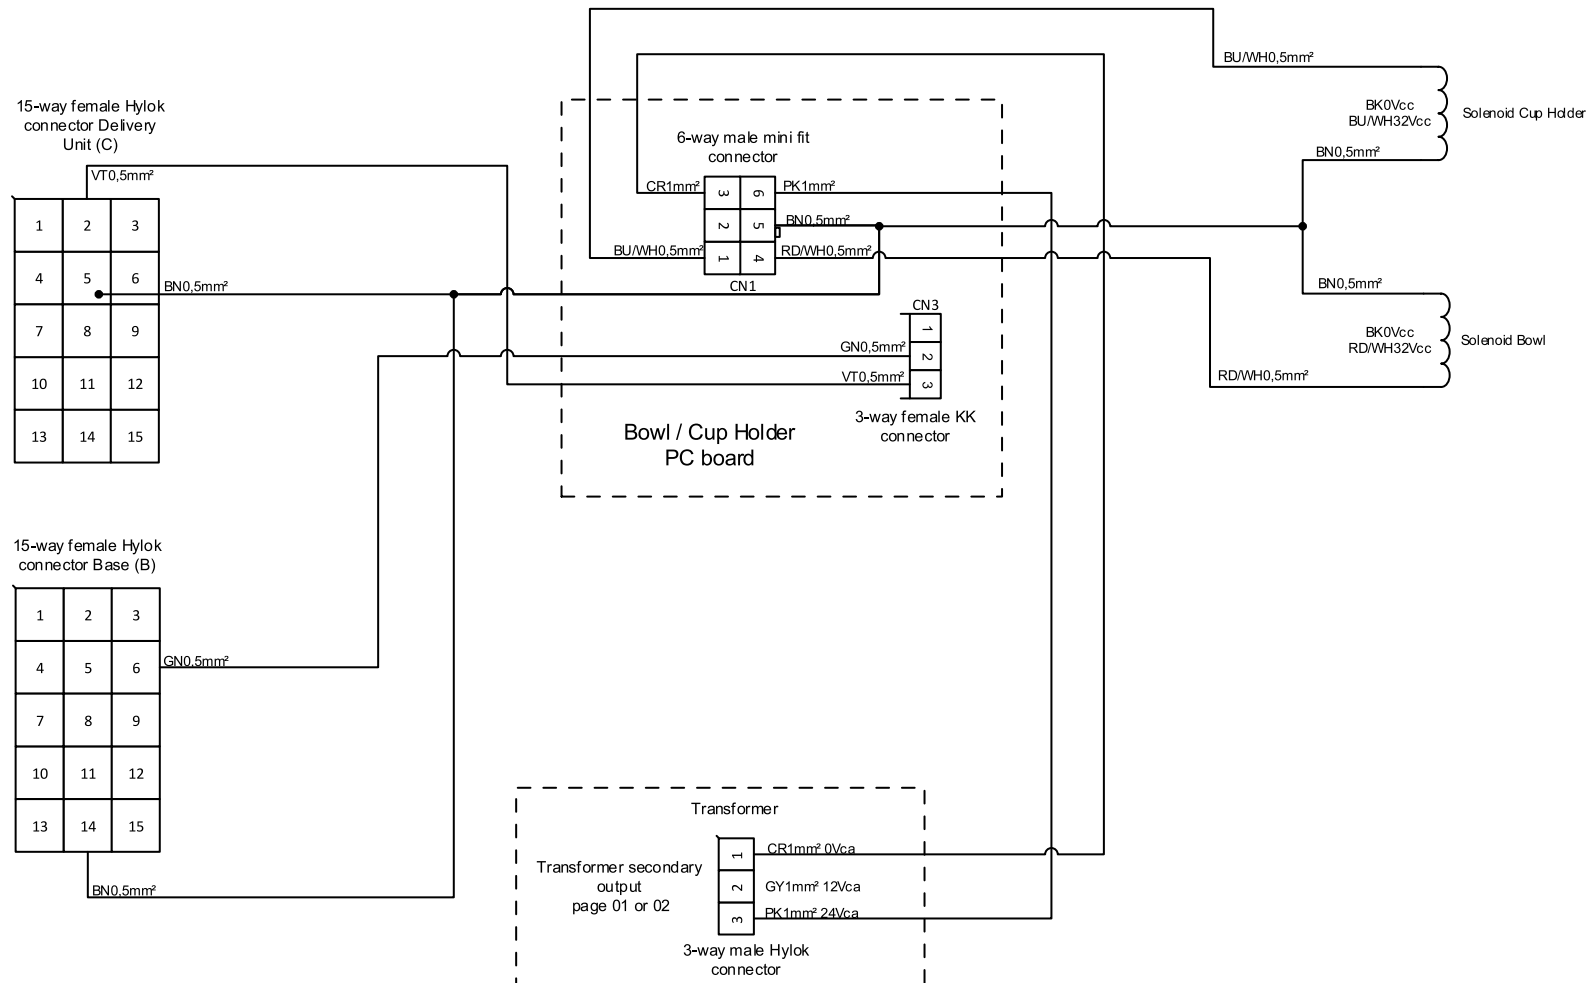 BU/WH0,5mm²
BK0Vcc
BU/WH32Vcc
Solenoid Cup Holder
BN0,5mm²
15-way female Hylok
connector Delivery
Unit (C)
VT0,5mm²
1 2 3
4 5 6
7 8 9
10 11 12
13 14 15
BN0,5mm²
6-way male mini fit
connector
CR1mm² 3 6 PK1mm²
2 5 BN0,5mm²
BU/WH0,5mm² 1 4 RD/WH0,5mm²
CN1
CN3
1
GN0,5mm² 2
VT0,5mm² 3
3-way female KK
connector
Bowl / Cup Holder
PC board
BN0,5mm²
BK0Vcc
RD/WH32Vcc
Solenoid Bowl
RD/WH0,5mm²
15-way female Hylok
connector Base (B)
1 2 3
4 5 6
7 8 9
10 11 12
13 14 15
GN0,5mm²
BN0,5mm²
Transformer
Transformer secondary
output
page 01 or 02
1 CR1mm² 0Vca
2 GY1mm² 12Vca
3 PK1mm² 24Vca
3-way male Hylok
connector